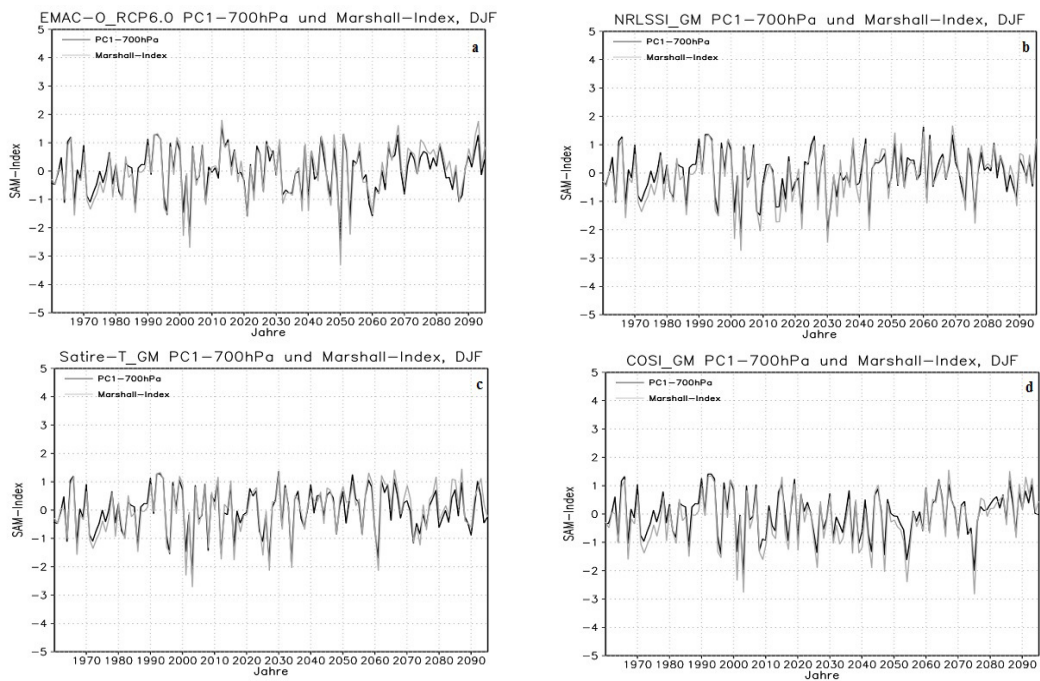 EMAC-O_RCP6.0 PC1-700hPa und Marshall-Index, DJF
a
PC1-700hPa
Marshall-Index
SAM-Index
5
4
3
2
1
0
-1
-2
-3
-4
-5
1970 1980 1990 2000 2010 2020 2030 2040 2050 2060 2070 2080 2090
Jahre
NRLSSI_GM PC1-700hPa und Marshall-Index, DJF
b
PC1-700hPa
Marshall-Index
SAM-Index
5
4
3
2
1
0
-1
-2
-3
-4
-5
1970 1980 1990 2000 2010 2020 2030 2040 2050 2060 2070 2080 2090
Jahre
Satire-T_GM PC1-700hPa und Marshall-Index, DJF
c
PC1-700hPa
Marshall-Index
SAM-Index
5
4
3
2
1
0
-1
-2
-3
-4
-5
1970 1980 1990 2000 2010 2020 2030 2040 2050 2060 2070 2080 2090
Jahre
COSI_GM PC1-700hPa und Marshall-Index, DJF
d
PC1-700hPa
Marshall-Index
SAM-Index
5
4
3
2
1
0
-1
-2
-3
-4
-5
1970 1980 1990 2000 2010 2020 2030 2040 2050 2060 2070 2080 2090
Jahre